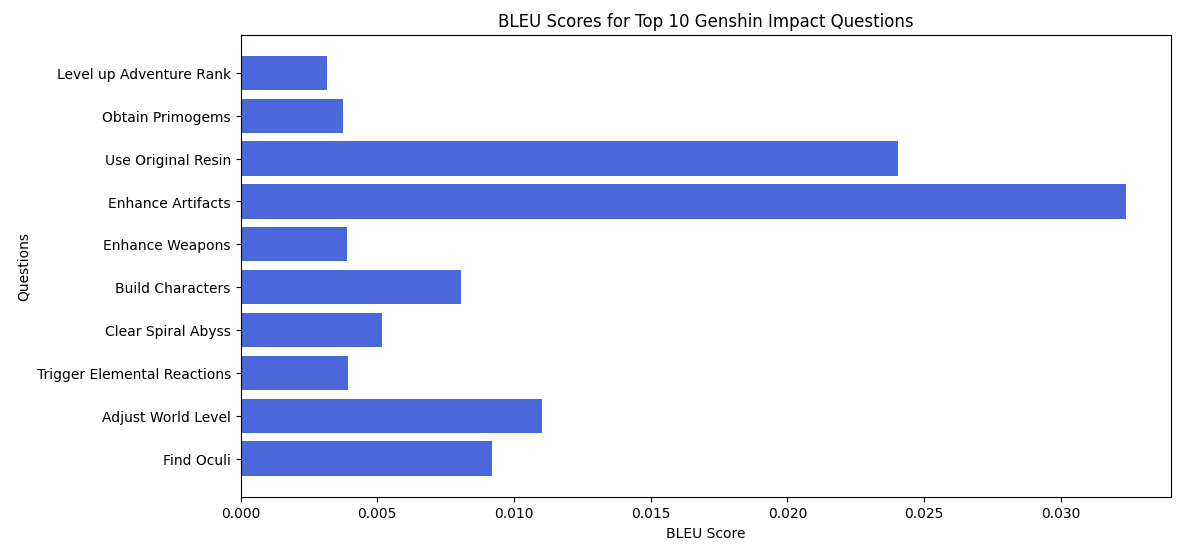 BLEU Scores for Top 10 Genshin Impact Questions
Questions
Level up Adventure Rank
Obtain Primogems
Use Original Resin
Enhance Artifacts
Enhance Weapons
Build Characters
Clear Spiral Abyss
Trigger Elemental Reactions
Adjust World Level
Find Oculi
0.000 0.005 0.010 0.015 0.020 0.025 0.030
BLEU Score